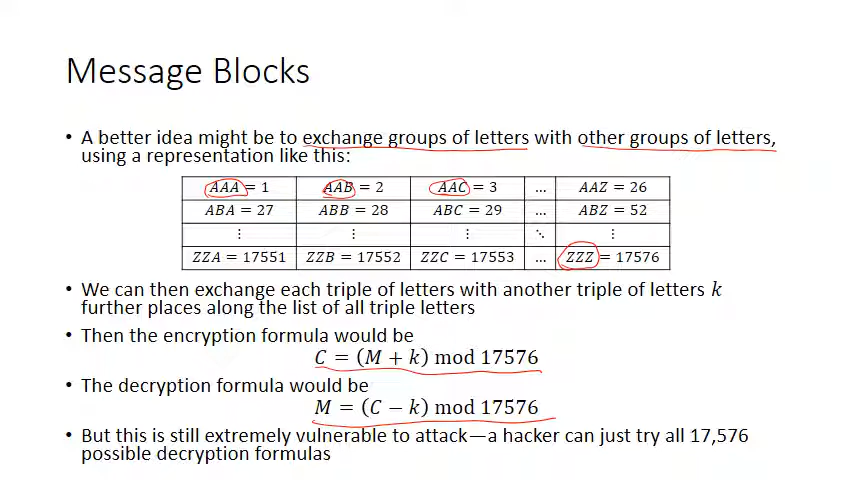 Message Blocks
• A better idea might be to exchange groups of letters with other groups of letters,
using a representation like this:
AAA = 1 AAB = 2 AAC = 3 ... AAZ = 26
ABA = 27 ABB = 28 ABC = 29 ... ABZ = 52
⋮ ⋮ ⋮ ⋱ ⋮
ZZA = 17551 ZZB = 17552 ZZC = 17553 ... ZZZ = 17576
• We can then exchange each triple of letters with another triple of letters k
further places along the list of all triple letters
• Then the encryption formula would be
C = (M + k) mod 17576
• The decryption formula would be
M = (C − k) mod 17576
• But this is still extremely vulnerable to attack—a hacker can just try all 17,576
possible decryption formulas